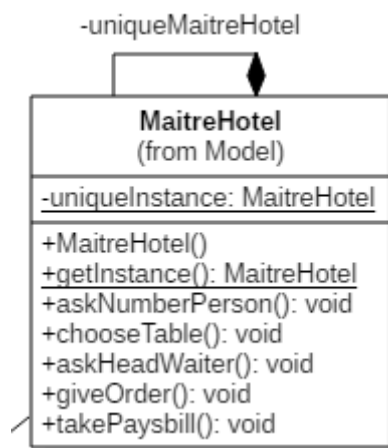 -uniqueMaitreHotel
MaitreHotel
(from Model)
-uniqueInstance: MaitreHotel
+MaitreHotel()
+getInstance(): MaitreHotel
+askNumberPerson(): void
+chooseTable(): void
+askHeadWaiter(): void
+giveOrder(): void
+takePaysbill(): void